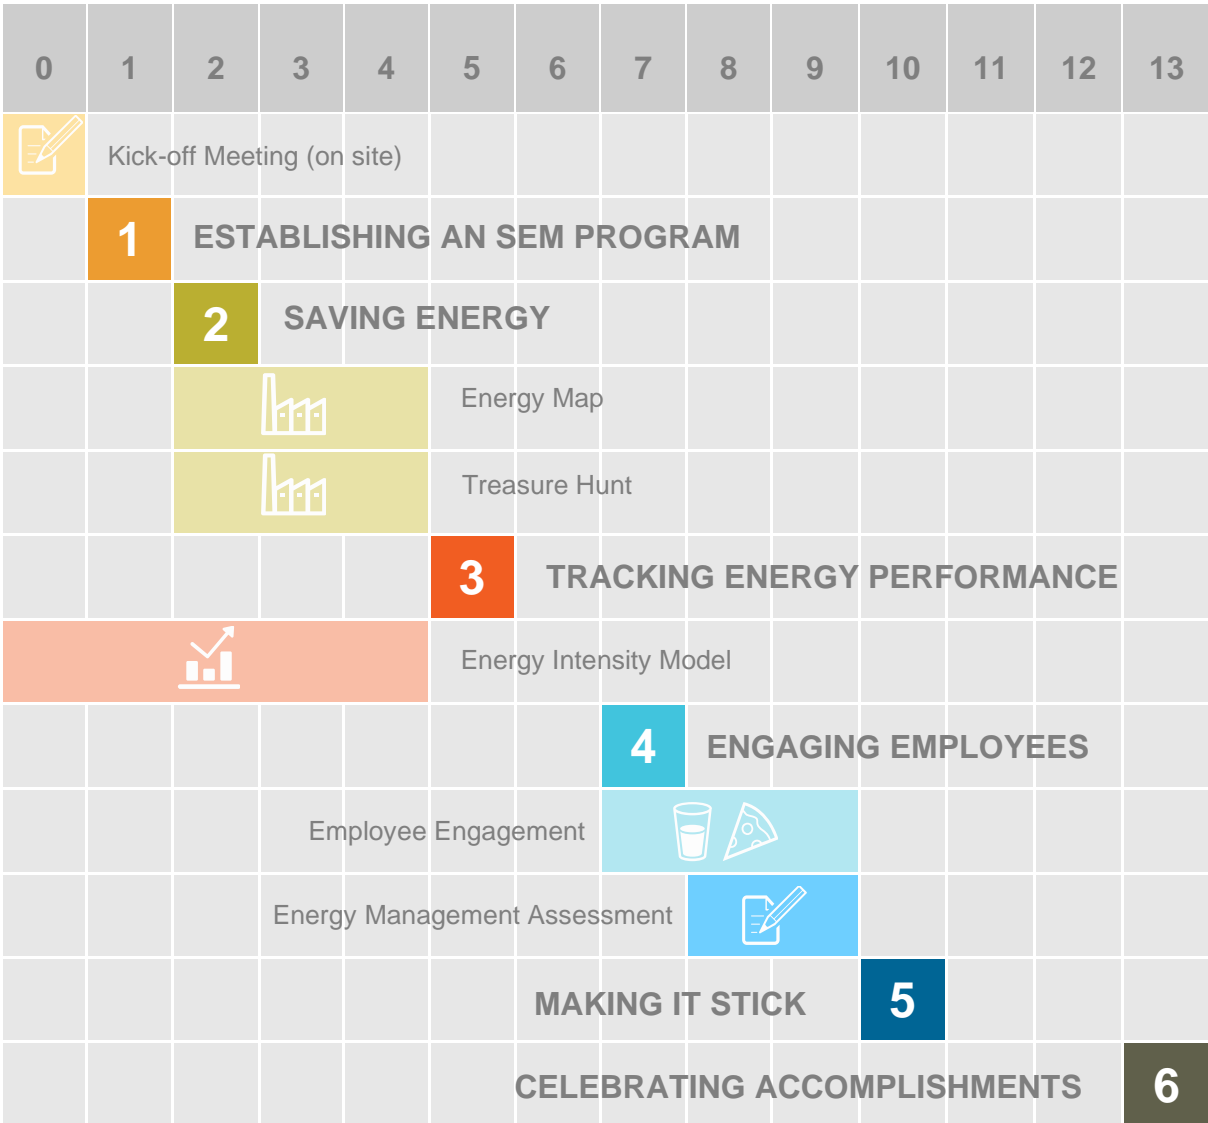 0 1 2 3 4 5 6 7 8 9 10 11 12 13
Kick-off Meeting (on site)
1 ESTABLISHING AN SEM PROGRAM
2 SAVING ENERGY
Energy Map
Treasure Hunt
3 TRACKING ENERGY PERFORMANCE
Energy Intensity Model
4 ENGAGING EMPLOYEES
Employee Engagement
Energy Management Assessment
MAKING IT STICK 5
CELEBRATING ACCOMPLISHMENTS 6